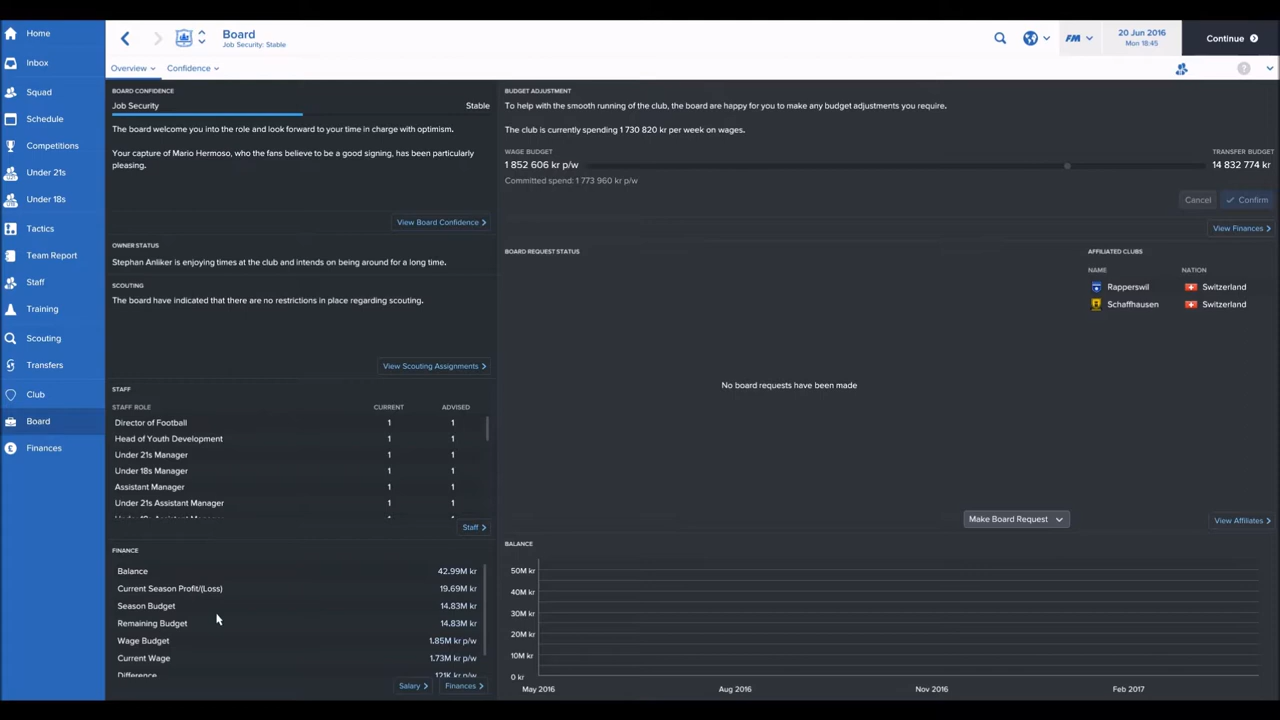 Home
Inbox
Squad
Schedule
Competitions
Under 21s
Under 18s
Tactics
Team Report
Staff
Training
Scouting
Transfers
Club
Board
Finances
Board
Job Security: Stable
FM
20 Jun 2016
Mon 18:45
Continue
Overview
Confidence
BOARD CONFIDENCE
Job Security Stable
The board welcome you into the role and look forward to your time in charge with optimism.
Your capture of Mario Hermoso, who the fans believe to be a good signing, has been particularly
pleasing.
View Board Confidence
OWNER STATUS
Stephan Anliker is enjoying times at the club and intends on being around for a long time.
SCOUTING
The board have indicated that there are no restrictions in place regarding scouting.
View Scouting Assignments
STAFF
STAFF ROLE CURRENT ADVISED
Director of Football 1 1
Head of Youth Development 1 1
Under 21s Manager 1 1
Under 18s Manager 1 1
Assistant Manager 1 1
Under 21s Assistant Manager 1 1
Under 18s Assistant Manager 1 1
Staff
FINANCE
Balance 42.99M kr
Current Season Profit/(Loss) 19.69M kr
Season Budget 14.83M kr
Remaining Budget 14.83M kr
Wage Budget 1.85M kr p/w
Current Wage 1.73M kr p/w
Difference 121K kr p/w
Salary
Finances
BUDGET ADJUSTMENT
To help with the smooth running of the club, the board are happy for you to make any budget adjustments you require.
The club is currently spending 1 730 820 kr per week on wages.
WAGE BUDGET TRANSFER BUDGET
1 852 606 kr p/w 14 832 774 kr
Committed spend: 1 773 960 kr p/w
Cancel
Confirm
View Finances
BOARD REQUEST STATUS
No board requests have been made
Make Board Request
AFFILIATED CLUBS
NAME NATION
Rapperswil Switzerland
Schaffhausen Switzerland
View Affiliates
BALANCE
50M kr
40M kr
30M kr
20M kr
10M kr
0 kr
May 2016 Aug 2016 Nov 2016 Feb 2017